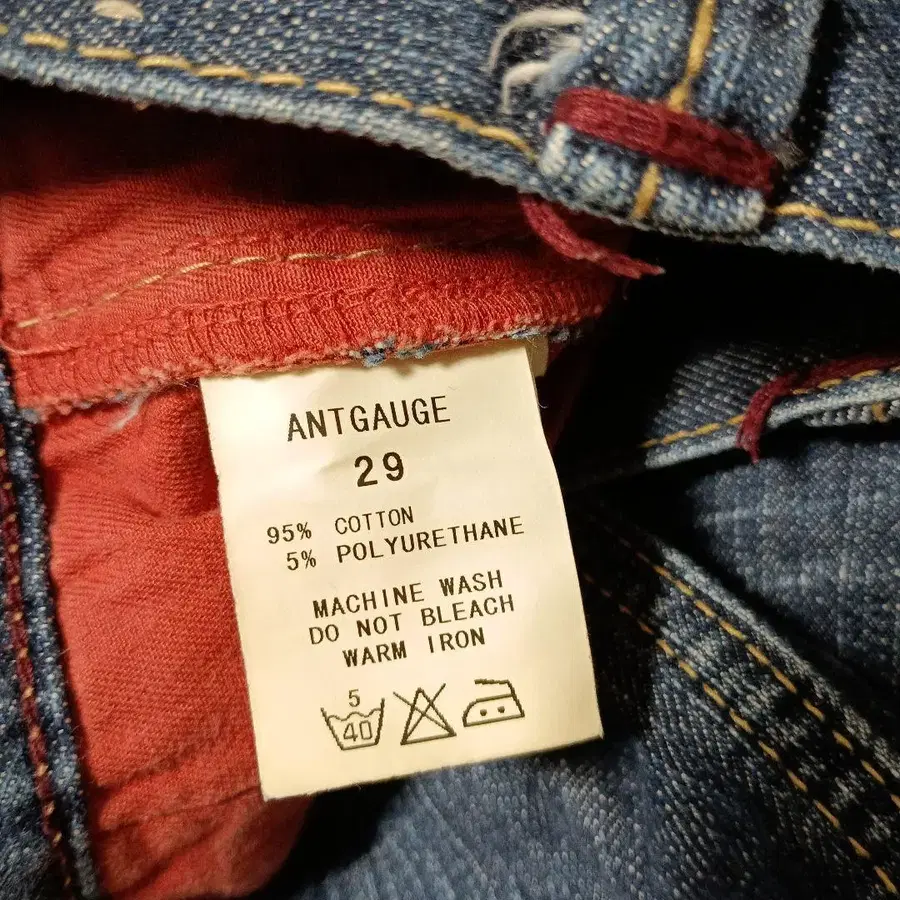 ANTGAUGE
29
95% COTTON
5% POLYURETHANE
MACHINE WASH
DO NOT BLEACH
WARM IRON
5
40